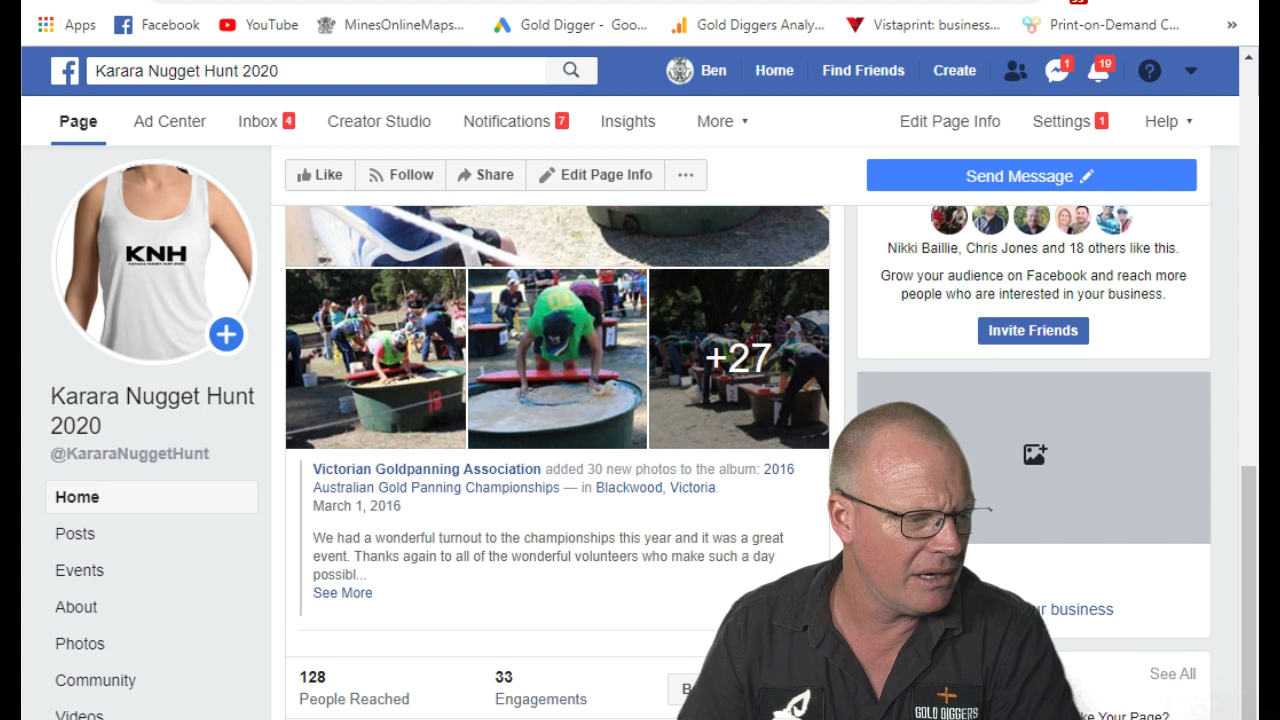 Apps
Facebook
YouTube
MinesOnlineMaps...
Gold Digger - Goo...
Gold Diggers Analy...
Vistaprint: business...
Print-on-Demand C...
»
Karara Nugget Hunt 2020
Ben
Home
Find Friends
Create
1
19
Page
Ad Center
Inbox 4
Creator Studio
Notifications 7
Insights
More
Edit Page Info
Settings 1
Help
Like
Follow
Share
Edit Page Info
...
Send Message
KNH
Karara Nugget Hunt
2020
@KararaNuggetHunt
Home
Posts
Events
About
Photos
Community
Videos
+27
Victorian Goldpanning Association added 30 new photos to the album: 2016
Australian Gold Panning Championships — in Blackwood, Victoria.
March 1, 2016
We had a wonderful turnout to the championships this year and it was a great
event. Thanks again to all of the wonderful volunteers who make such a day
possibl...
See More
128
People Reached
33
Engagements
B
Nikki Baillie, Chris Jones and 18 others like this.
Grow your audience on Facebook and reach more
people who are interested in your business.
Invite Friends
business
See All
Your Page?
GOLD DIGGERS